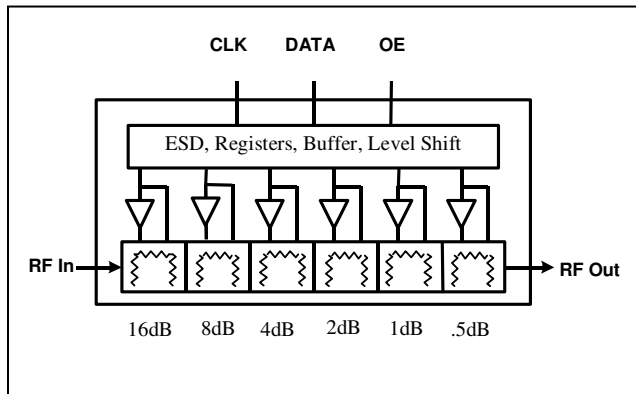 CLK DATA OE
ESD, Registers, Buffer, Level Shift
RF In RF Out
16dB 8dB 4dB 2dB 1dB .5dB